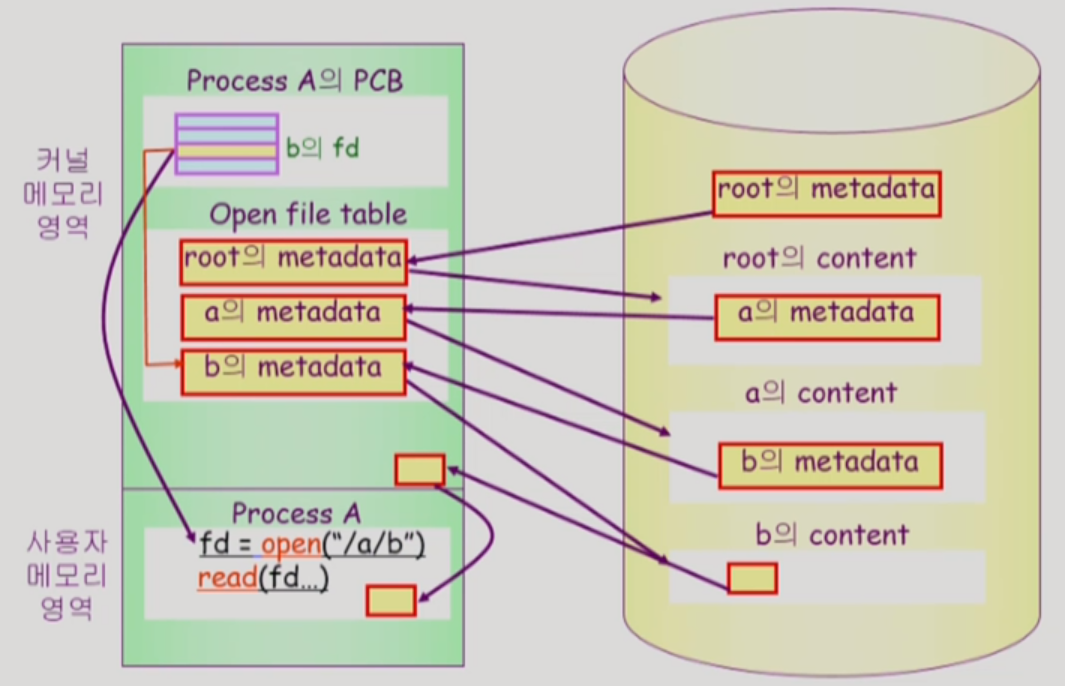 커널
메모리
영역
Process A의 PCB
b의 fd
Open file table
root의 metadata
a의 metadata
b의 metadata
사용자
메모리
영역
Process A
fd = open("/a/b")
read(fd...)
root의 metadata
root의 content
a의 metadata
a의 content
b의 metadata
b의 content